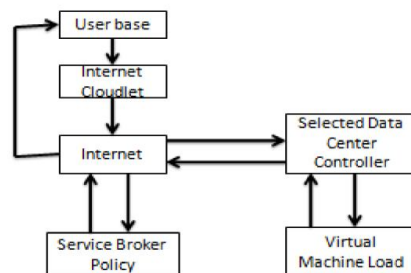 User base
Internet
Cloudlet
Internet
Selected Data
Center
Controller
Service Broker
Policy
Virtual
Machine Load